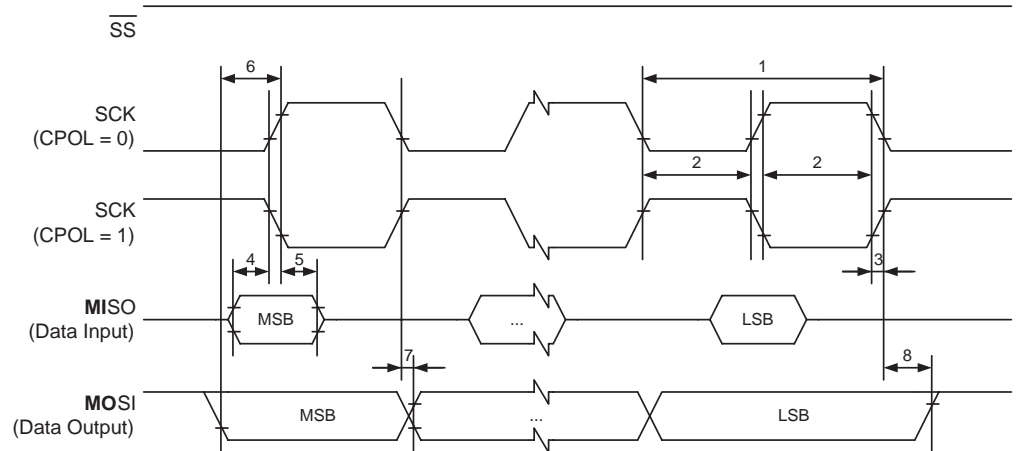 SS
6
1
SCK
(CPOL = 0)
2
2
SCK
(CPOL = 1)
4
5
3
MISO
(Data Input)
MSB
...
LSB
7
8
MOSI
(Data Output)
MSB
...
LSB